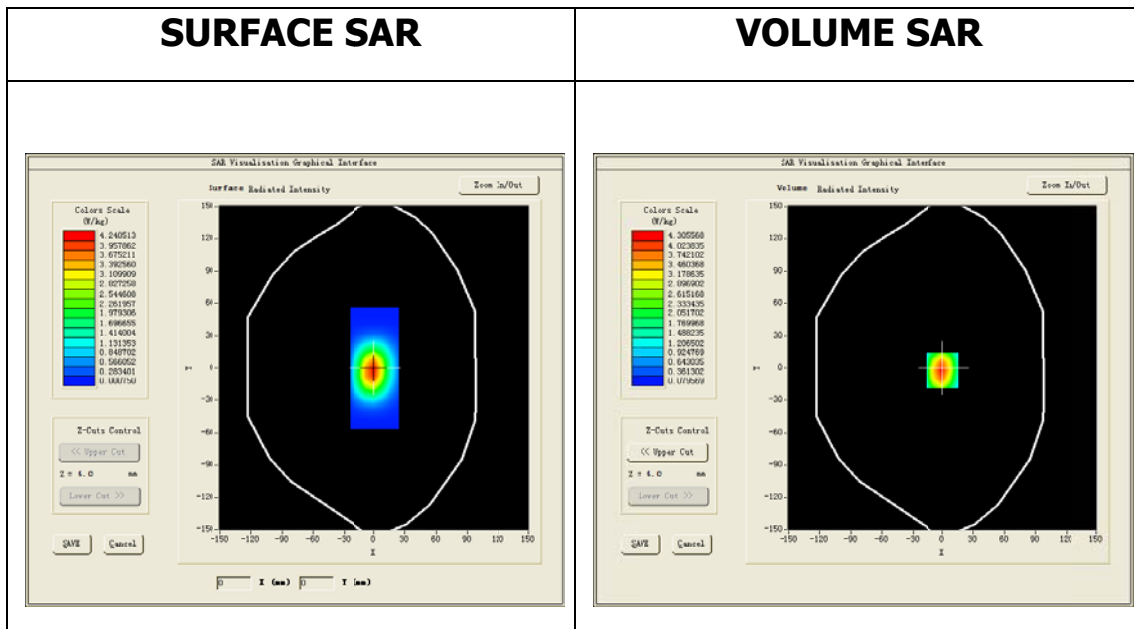 SURFACE SAR
VOLUME SAR
SAR Visualisation Graphical Interface
Surface Radiated Intensity
Zoom In/Out
Colors Scale
(W/kg)
4.240513
3.957862
3.675211
3.392560
3.109909
2.827258
2.544608
2.261957
1.979306
1.696655
1.414004
1.131353
0.848702
0.566052
0.283401
0.000750
150
120
90
60
30
0
-30
-60
-90
-120
-150
Y
-150 -120 -90 -60 -30 0 30 60 90 120 150
X
Z-Cuts Control
<< Upper Cut
Z = 4.0 mm
Lower Cut >>
SAVE
Cancel
0 X (mm) 0 Y (mm)
SAR Visualisation Graphical Interface
Volume Radiated Intensity
Zoom In/Out
Colors Scale
(W/kg)
4.305568
4.023835
3.742102
3.460368
3.178635
2.896902
2.615168
2.333435
2.051702
1.769968
1.488235
1.206502
0.924769
0.643035
0.361302
0.079569
150
120
90
60
30
0
-30
-60
-90
-120
-150
Y
-150 -120 -90 -60 -30 0 30 60 90 120 150
X
Z-Cuts Control
<< Upper Cut
Z = 4.0 mm
Lower Cut >>
SAVE
Cancel